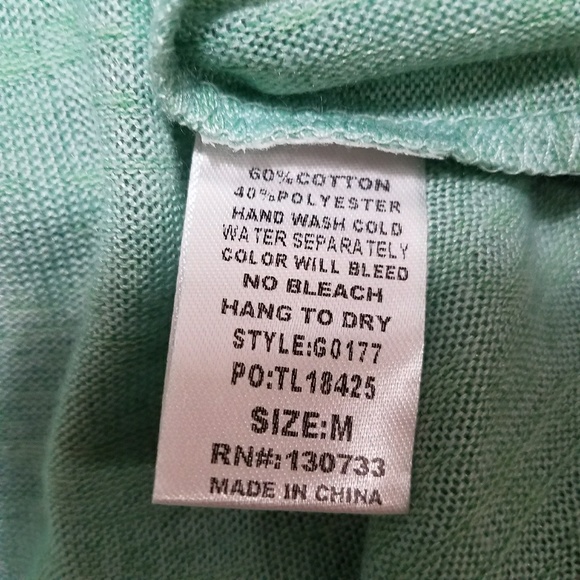 60%COTTON
40%POLYESTER
HAND WASH COLD
WATER SEPARATELY
COLOR WILL BLEED
NO BLEACH
HANG TO DRY
STYLE:G0177
PO:TL18425
SIZE:M
RN#:130733
MADE IN CHINA